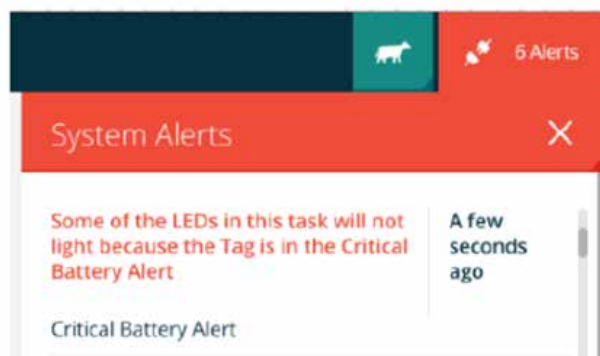 6 Alerts
System Alerts
Some of the LEDs in this task will not
light because the Tag is in the Critical
Battery Alert
A few
seconds
ago
Critical Battery Alert